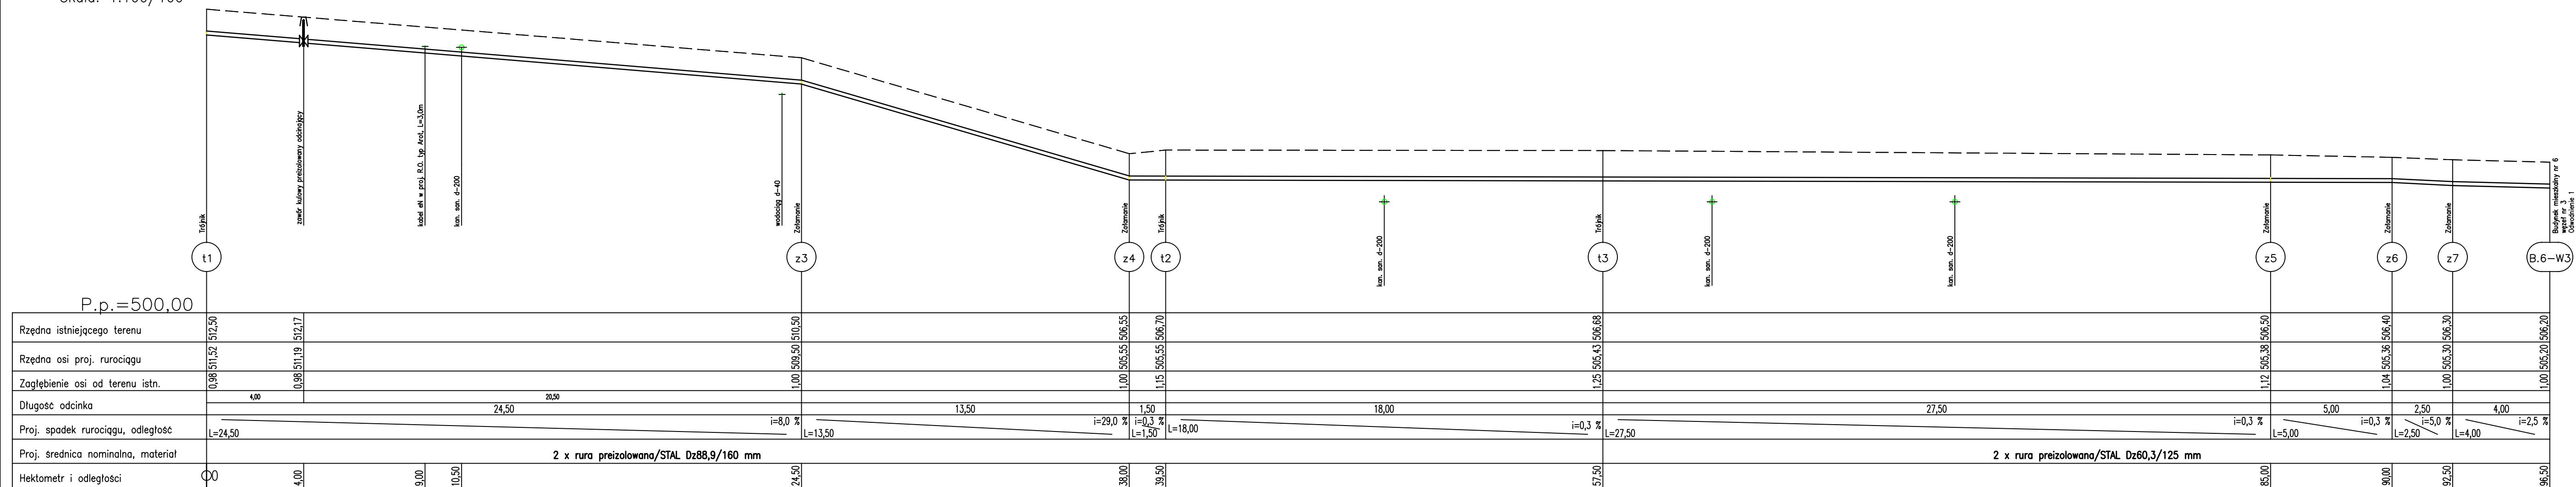 Trójnik
zawór kulowy preizolowany odcinający
kabel eN w proj. R.O. typ Arot, L=3,0m
kan. san. d-200
wodociąg d-40
Załamanie
Załamanie
Trójnik
kan. san. d-200
Trójnik
kan. san. d-200
kan. san. d-200
Załamanie
Załamanie
Załamanie
Budynek mieszkalny nr 6
węzeł nr 3
Odwodnienie 1
t1 z3 z4 t2 t3 z5 z6 z7 B.6-W3
P.p.=500,00
Rzędna istniejącego terenu 512,50 512,17 510,50 506,55 506,70 506,68 506,50 506,40 506,30 506,20
Rzędna osi proj. rurociągu 511,52 511,19 509,50 505,55 505,55 505,43 505,38 505,36 505,30 505,20
Zagłębienie osi od terenu istn. 0,98 0,98 1,00 1,00 1,15 1,25 1,12 1,04 1,00 1,00
4,00 20,50
Długość odcinka 24,50 13,50 1,50 18,00 27,50 5,00 2,50 4,00
i=8,0 % i=29,0 % i=0,3 % i=0,3 % i=0,3 % i=0,3 % i=5,0 % i=2,5 %
Proj. spadek rurociągu, odległość L=24,50 L=13,50 L=1,50 L=18,00 L=27,50 L=5,00 L=2,50 L=4,00
Proj. średnica nominalna, materiał 2 x rura preizolowana/STAL Dz88,9/160 mm 2 x rura preizolowana/STAL Dz60,3/125 mm
Hektometr i odległości 0 4,00 9,00 10,50 24,50 38,00 39,50 57,50 85,00 90,00 92,50 96,50